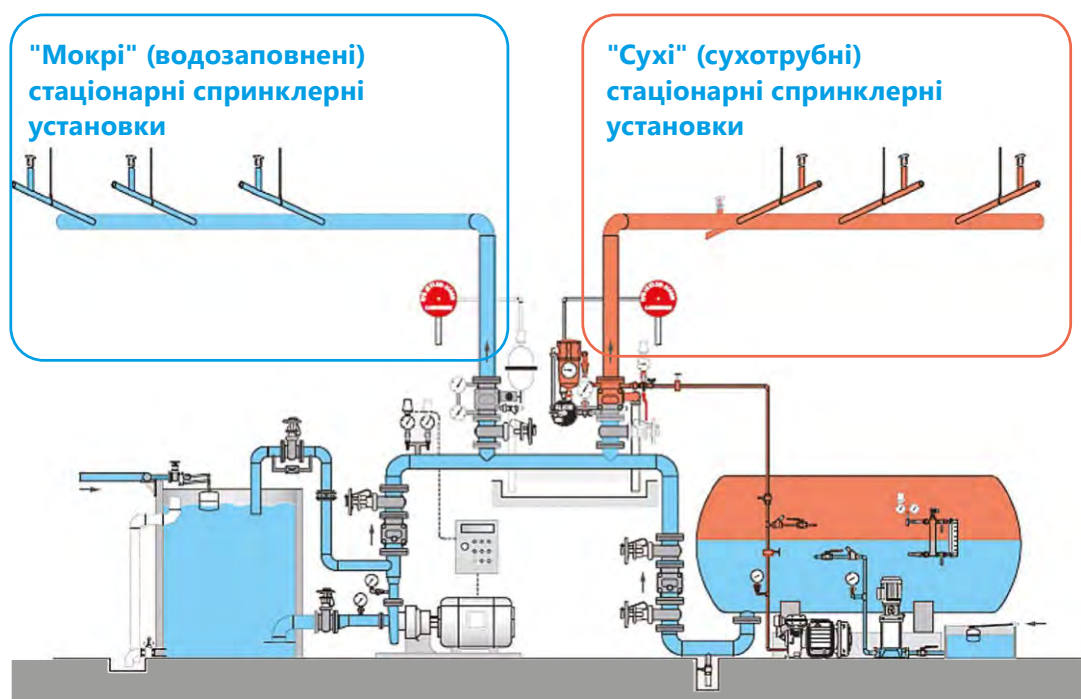 "Мокрі" (водозаповнені)
стаціонарні спринклерні
установки
"Сухі" (сухотрубні)
стаціонарні спринклерні
установки